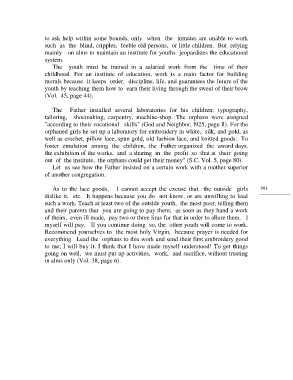 to ask help within some bounds, only when the inmates are unable to work
such as the blind, cripples, feeble old persons, or little children. But relying
mainly on alms to maintain an institute for youths jeopardizes the educational
system.
The youth must be trained in a salaried work from the time of their
childhood. For an institute of education, work is a main factor for building
morals because it keeps order, discipline, life, and guarantees the future of the
youth by teaching them how to earn their living through the sweat of their brow
(Vol. 45, page 44).
The Father installed several laboratories for his children: typography,
tailoring, shoemaking, carpentry, machine-shop. The orphans were assigned
"according to their vocational skills" (God and Neighbor, 1925, page 8). For the
orphaned girls he set up a laboratory for embroidery in white, silk, and gold, as
well as crochet, pillow lace, spun gold, old fashion lace, and knitted goods. To
foster emulation among the children, the Father organized the award days,
the exhibition of the works, and a sharing in the profit so that at their going
out of the institute, the orphans could get their money" (S.C. Vol. 5, page 80).
Let us see how the Father insisted on a certain work with a mother superior
of another congregation.
As to the lace goods, I cannot accept the excuse that the outside girls
dislike it, etc. It happens because you do not know, or are unwilling to lead
such a work. Teach at least two of the outside youth, the most poor, telling them
and their parents that you are going to pay them; as soon as they hand a work
of theirs, even ill made, pay two or three liras for that in order to allure them. I
myself will pay. If you continue doing so, the other youth will come to work.
Recommend yourselves to the most holy Virgin, because prayer is needed for
everything. Lead the orphans to this work and send their first embroidery good
to me; I will buy it. I think that I have made myself understood! To get things
going on well, we must put up activities, work, and sacrifice, without trusting
in alms only (Vol. 38, page 6).